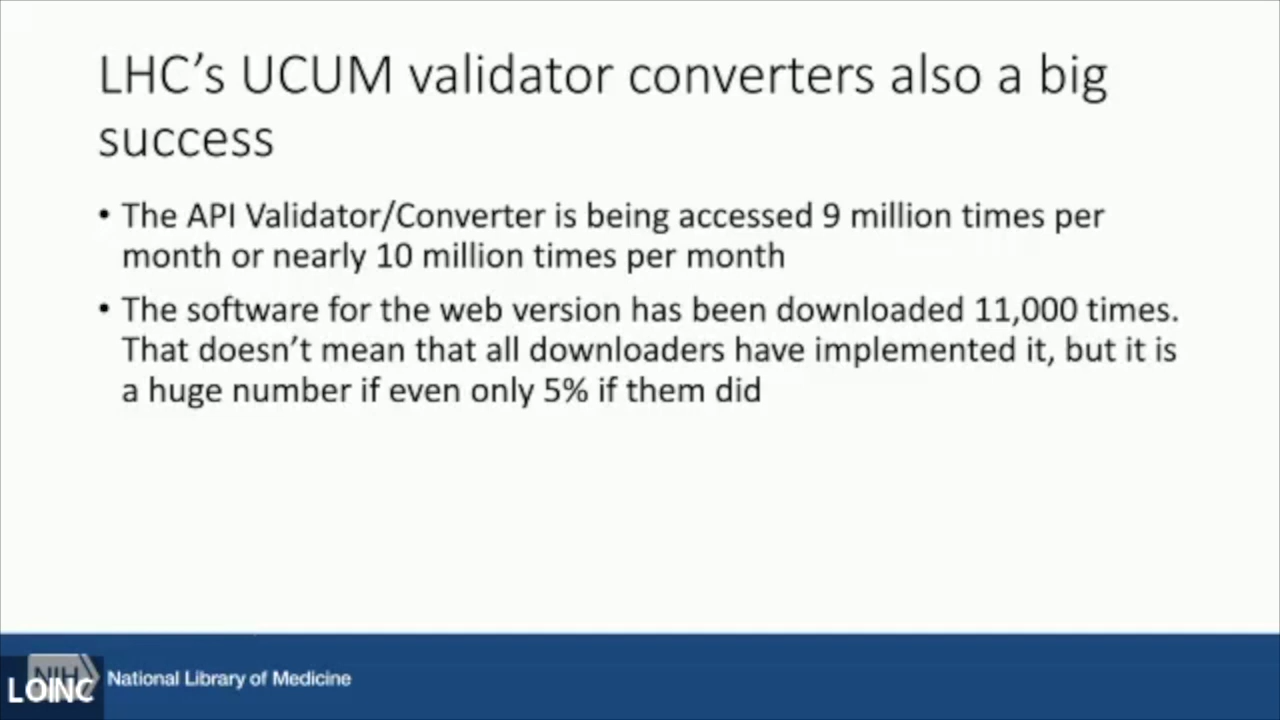 LHC’s UCUM validator converters also a big
success
• The API Validator/Converter is being accessed 9 million times per
month or nearly 10 million times per month
• The software for the web version has been downloaded 11,000 times.
That doesn’t mean that all downloaders have implemented it, but it is
a huge number if even only 5% if them did
NIH
LOINC
National Library of Medicine